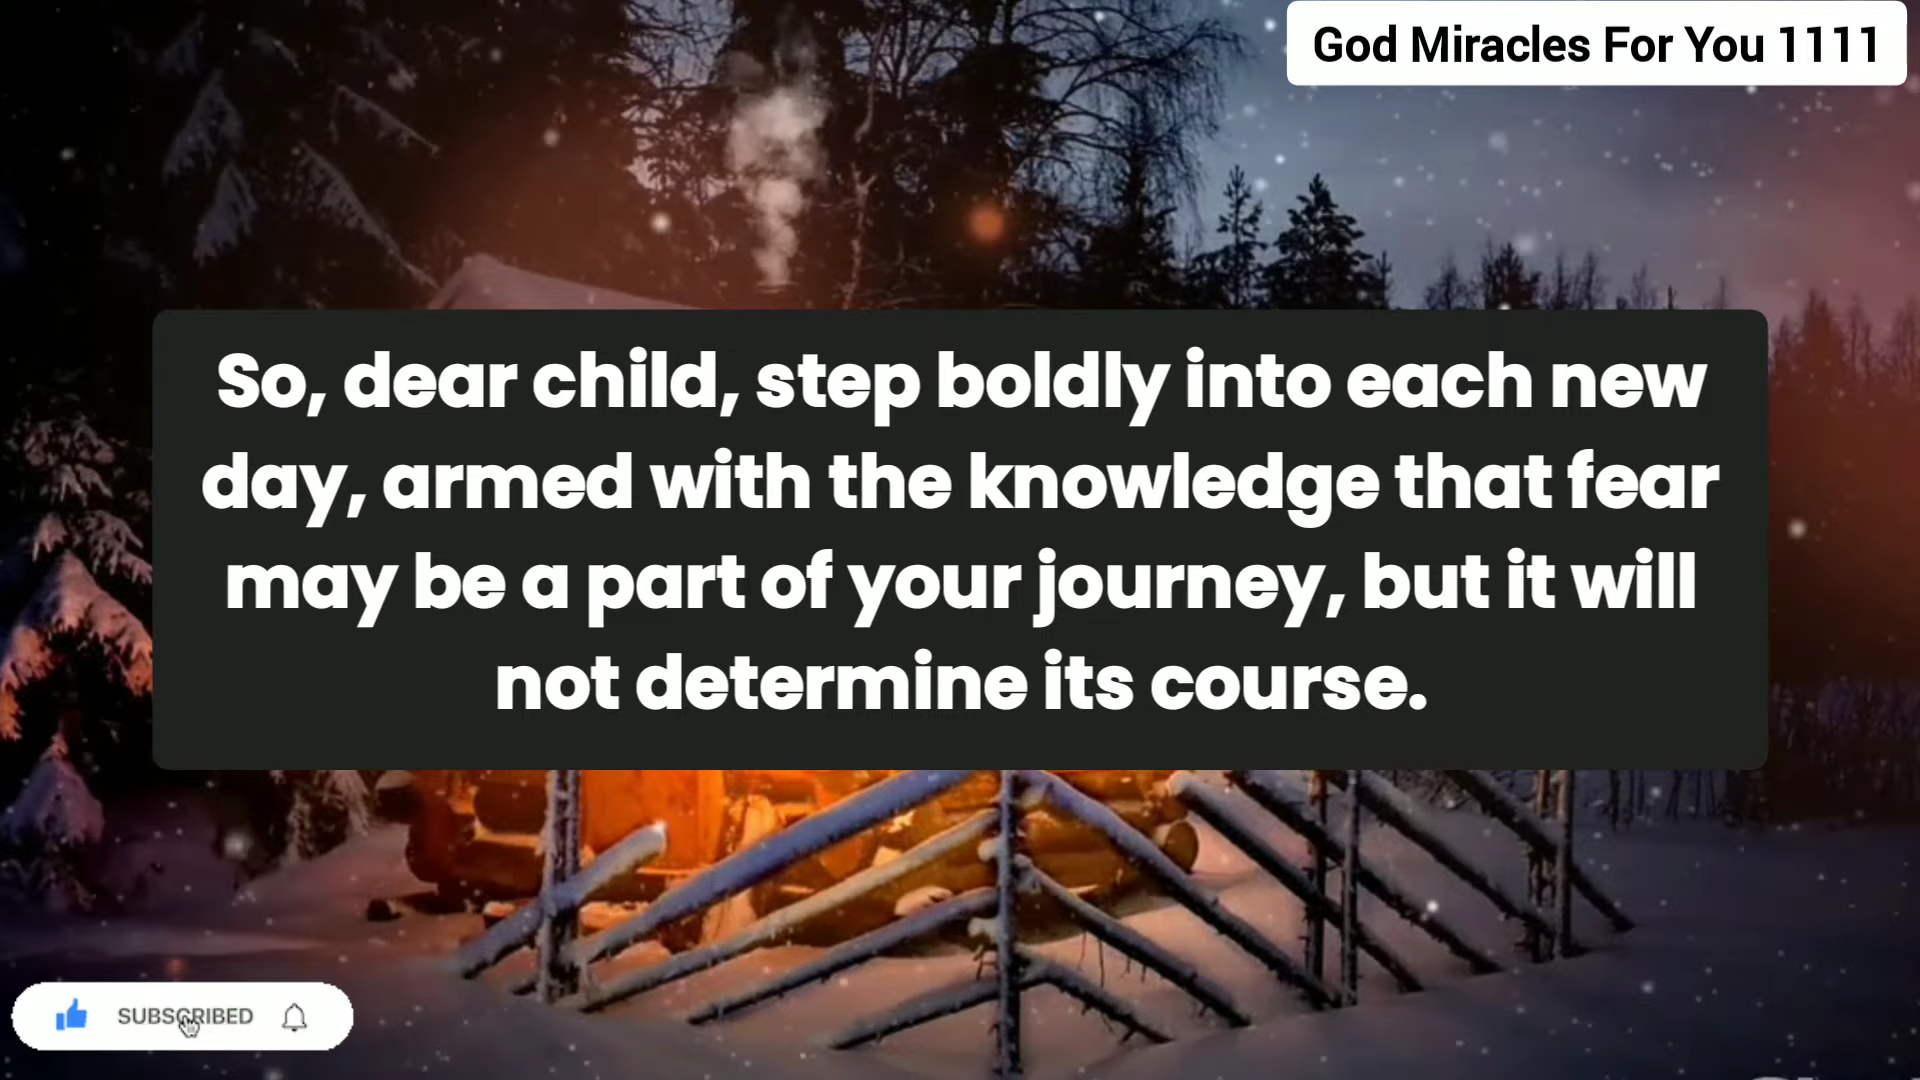 God Miracles For You 1111
So, dear child, step boldly into each new
day, armed with the knowledge that fear
may be a part of your journey, but it will
not determine its course.
SUBSCRIBED